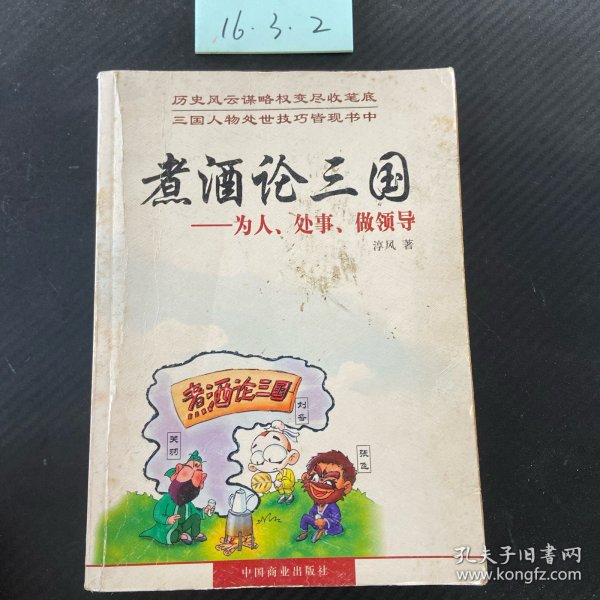 16.3.2
历史风云谋略权变尽收笔底
三国人物处世技巧皆现书中
煮酒论三国
——为人、处事、做领导
淳风 著
煮酒论三国
刘备
关羽
张飞
中国商业出版社
孔夫子旧书网
www.kongfz.com